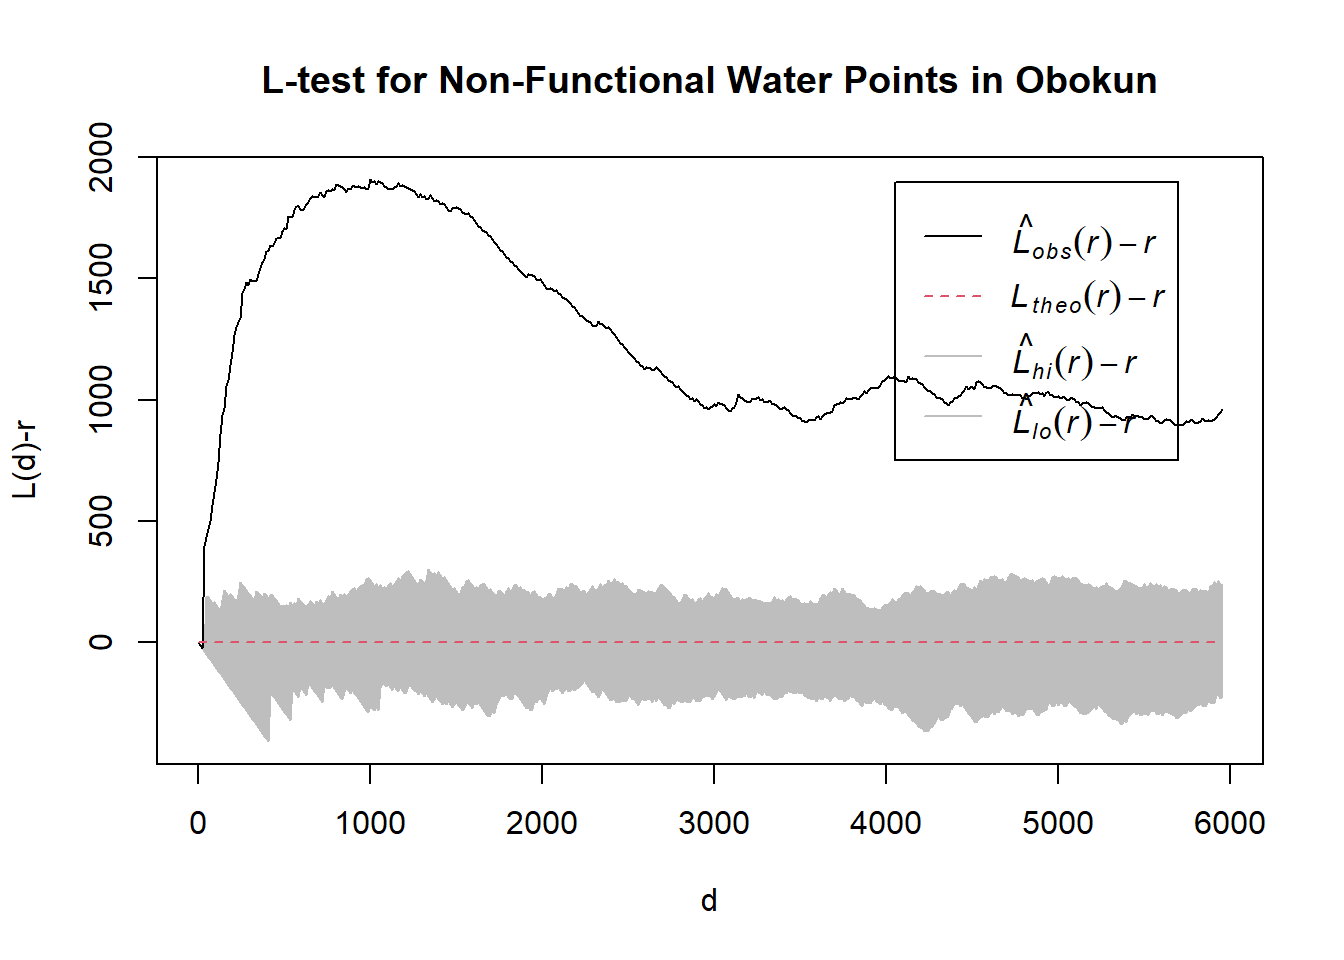 L-test for Non-Functional Water Points in Obokun
L(d)-r
2000
1500
1000
500
0
L̂obs(r) − r
Ltheo(r) − r
L̂hi(r) − r
L̂lo(r) − r
0 1000 2000 3000 4000 5000 6000
d